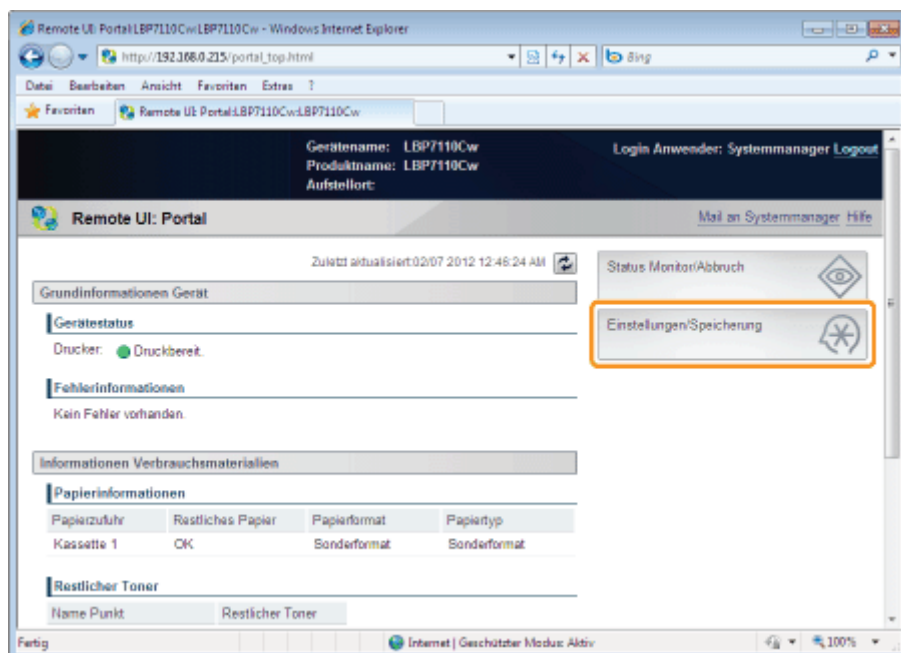 Remote UI: Portal:LBP7110Cw:LBP7110Cw - Windows Internet Explorer
http://192.168.0.215/portal_top.html
Bing
Datei Bearbeiten Ansicht Favoriten Extras ?
Favoriten Remote UI: Portal:LBP7110Cw:LBP7110Cw
Gerätename: LBP7110Cw
Produktname: LBP7110Cw
Aufstellort:
Login Anwender: Systemmanager Logout
Remote UI: Portal
Mail an Systemmanager Hilfe
Zuletzt aktualisiert:02/07 2012 12:46:24 AM
Status Monitor/Abbruch
Grundinformationen Gerät
Einstellungen/Speicherung
Gerätestatus
Drucker: Druckbereit.
Fehlerinformationen
Kein Fehler vorhanden.
Informationen Verbrauchsmaterialien
Papierinformationen
Papierzufuhr Restliches Papier Papierformat Papiertyp
Kassette 1 OK Sonderformat Sonderformat
Restlicher Toner
Name Punkt Restlicher Toner
Fertig Internet | Geschützter Modus: Aktiv 100%